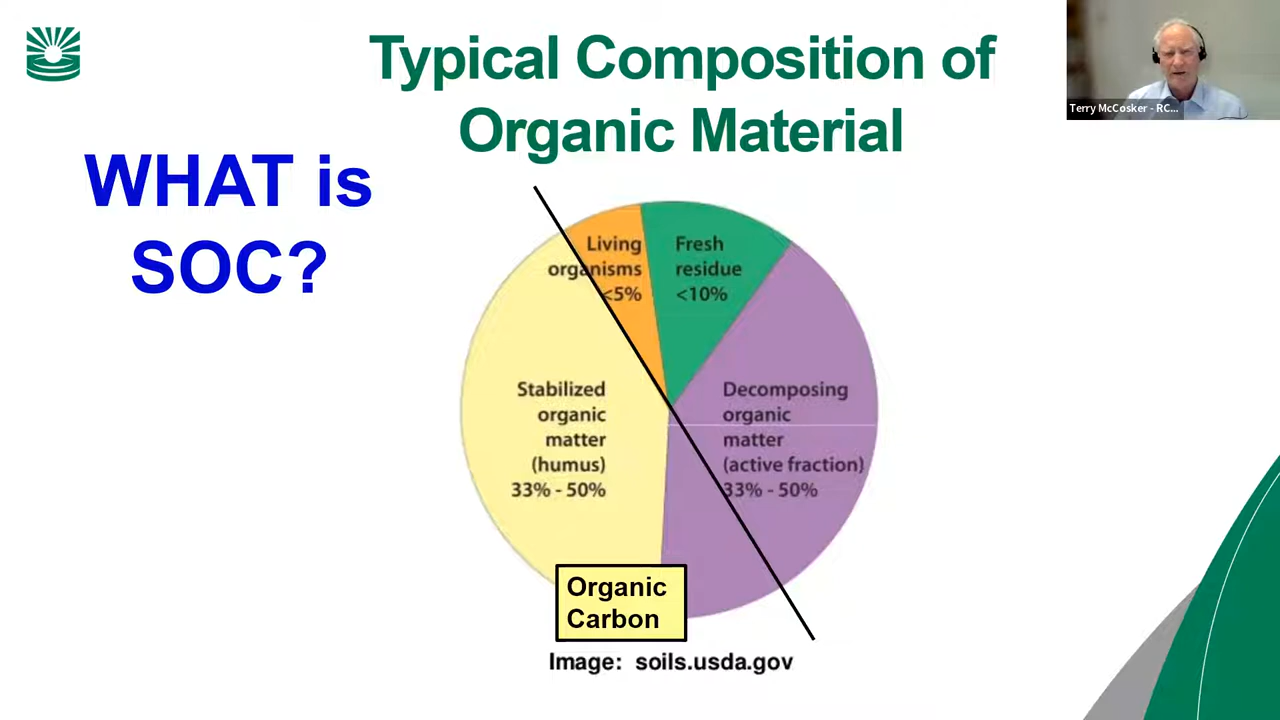 Typical Composition of
Organic Material
Terry McCosker - RC...
WHAT is
SOC?
Living
organisms
<5%
Fresh
residue
<10%
Stabilized
organic
matter
(humus)
33% - 50%
Decomposing
organic
matter
(active fraction)
33% - 50%
Organic
Carbon
Image: soils.usda.gov